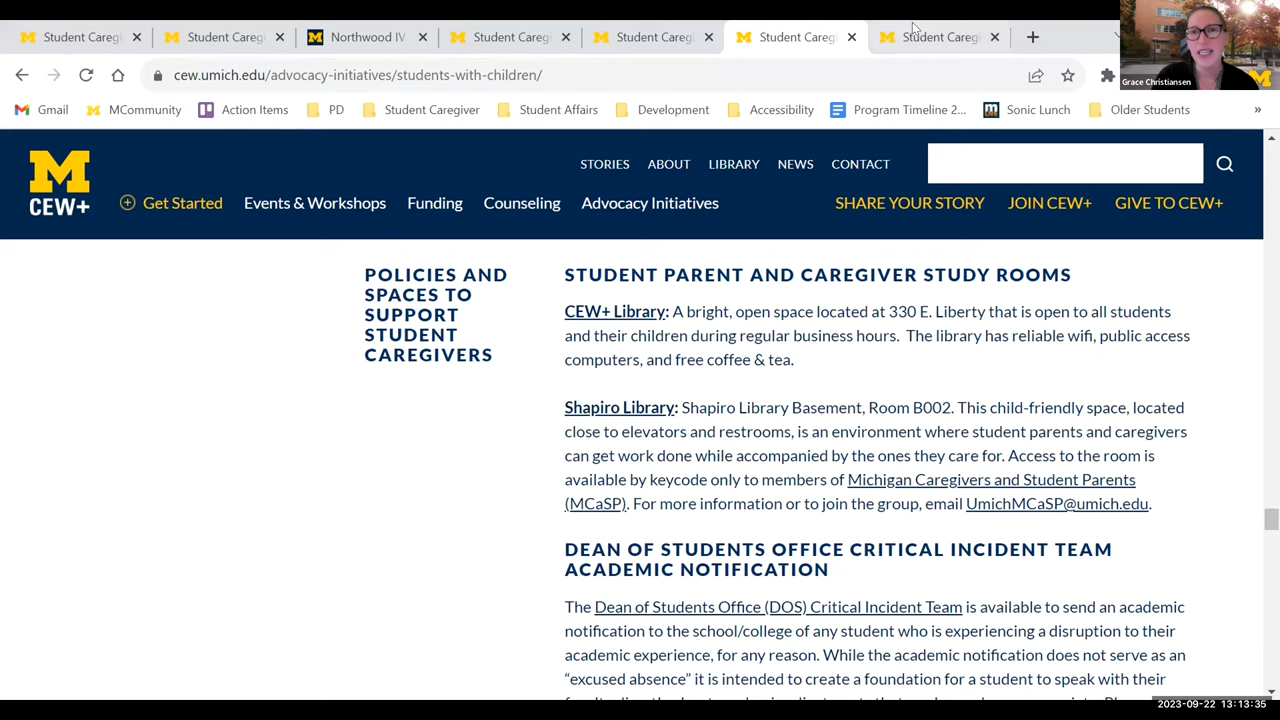 Student Caregi
Student Caregi
Northwood IV
Student Caregi
Student Caregi
Student Caregi
Student Caregi
Grace Christiansen
cew.umich.edu/advocacy-initiatives/students-with-children/
Gmail
MCommunity
Action Items
PD
Student Caregiver
Student Affairs
Development
Accessibility
Program Timeline 2...
Sonic Lunch
Older Students
»
M
CEW+
STORIES ABOUT LIBRARY NEWS CONTACT
Get Started Events & Workshops Funding Counseling Advocacy Initiatives
SHARE YOUR STORY JOIN CEW+ GIVE TO CEW+
POLICIES AND
SPACES TO
SUPPORT
STUDENT
CAREGIVERS
STUDENT PARENT AND CAREGIVER STUDY ROOMS
CEW+ Library: A bright, open space located at 330 E. Liberty that is open to all students
and their children during regular business hours. The library has reliable wifi, public access
computers, and free coffee & tea.
Shapiro Library: Shapiro Library Basement, Room B002. This child-friendly space, located
close to elevators and restrooms, is an environment where student parents and caregivers
can get work done while accompanied by the ones they care for. Access to the room is
available by keycode only to members of Michigan Caregivers and Student Parents
(MCaSP). For more information or to join the group, email UmichMCaSP@umich.edu.
DEAN OF STUDENTS OFFICE CRITICAL INCIDENT TEAM
ACADEMIC NOTIFICATION
The Dean of Students Office (DOS) Critical Incident Team is available to send an academic
notification to the school/college of any student who is experiencing a disruption to their
academic experience, for any reason. While the academic notification does not serve as an
“excused absence” it is intended to create a foundation for a student to speak with their
2023-09-22 13:13:35